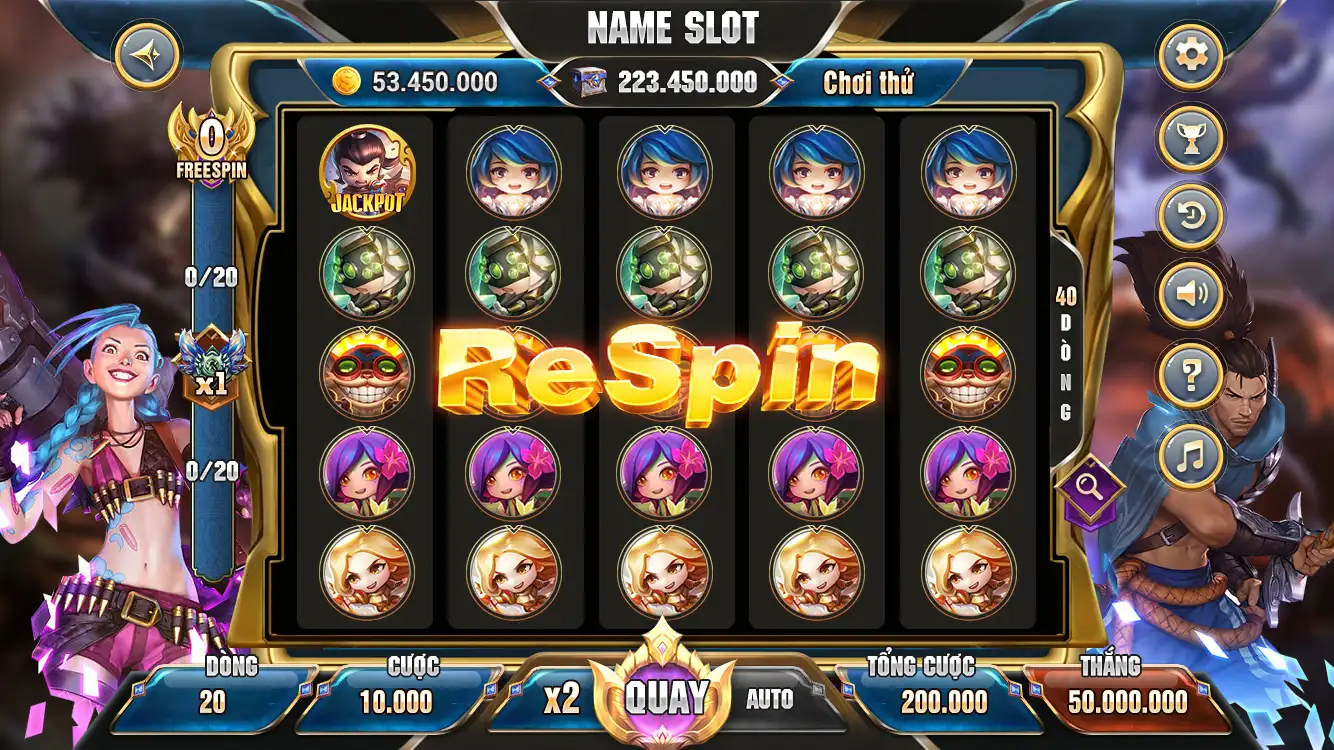 NAME SLOT
53.450.000
223.450.000
Chơi thử
0
FREESPIN
JACKPOT
0/20
x1
0/20
ReSpin
40
DÒNG
DÒNG
20
CƯỢC
10.000
x2
QUAY
AUTO
TỔNG CƯỢC
200.000
THẮNG
50.000.000
?